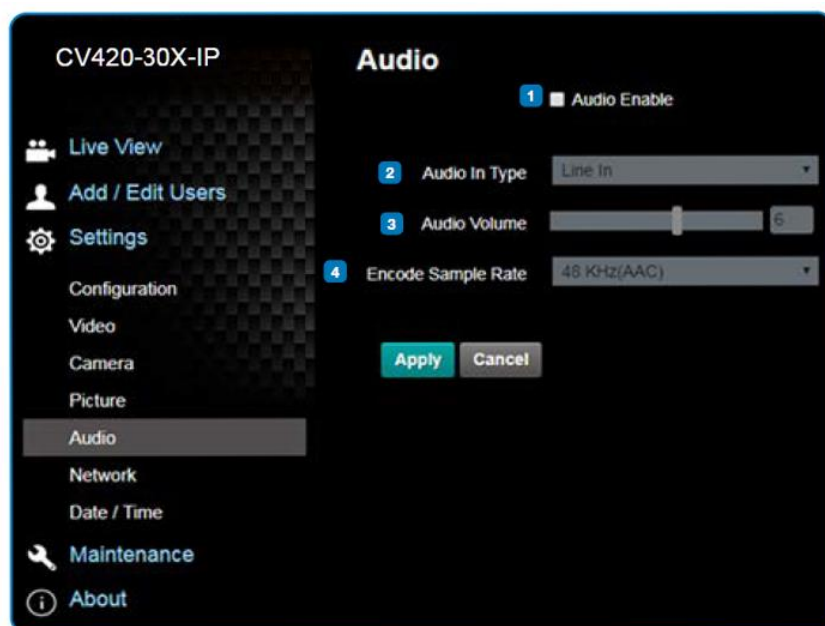 CV420-30X-IP
Live View
Add / Edit Users
Settings
Configuration
Video
Camera
Picture
Audio
Network
Date / Time
Maintenance
About
Audio
1 Audio Enable
2 Audio In Type Line In
3 Audio Volume 6
4 Encode Sample Rate 48 KHz(AAC)
Apply Cancel